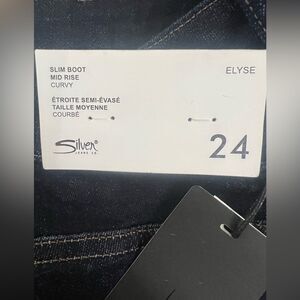 SLIM BOOT
MID RISE
CURVY
ELYSE
ÉTROITE SEMI-ÉVASÉ
TAILLE MOYENNE
COURBÉ
Silver®
JEANS CO.
24